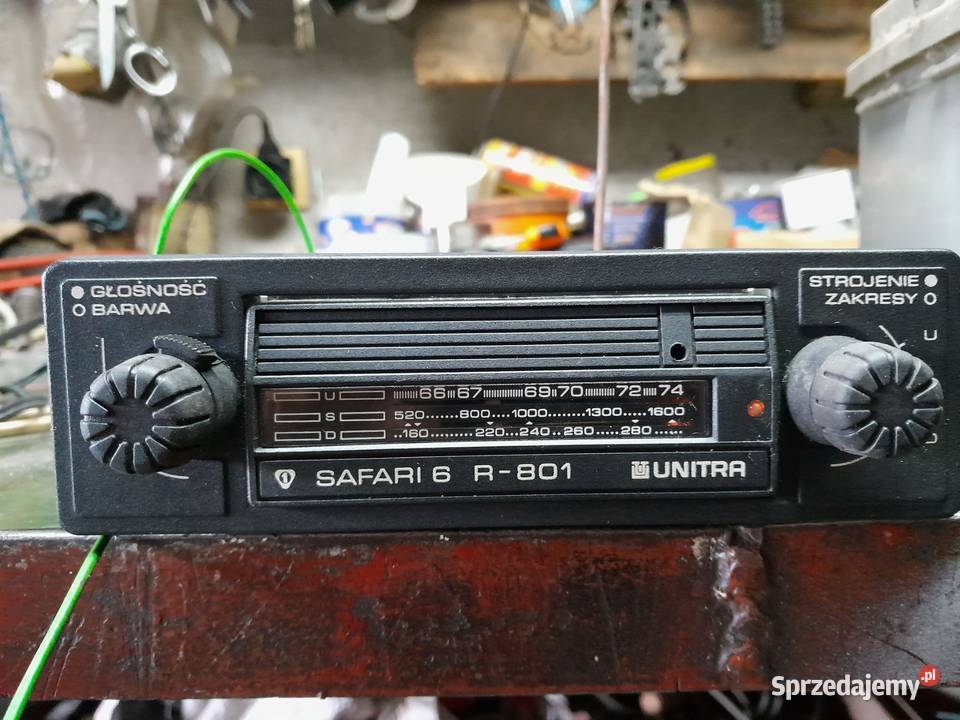 GŁOŚNOŚĆ
BARWA
STROJENIE
ZAKRESY
U
U 66 67 69 70 72 74
S 520 800 1000 1300 1600
D 160 220 240 260 280
1 SAFARI 6 R-801 UNITRA
Sprzedajemy.pl